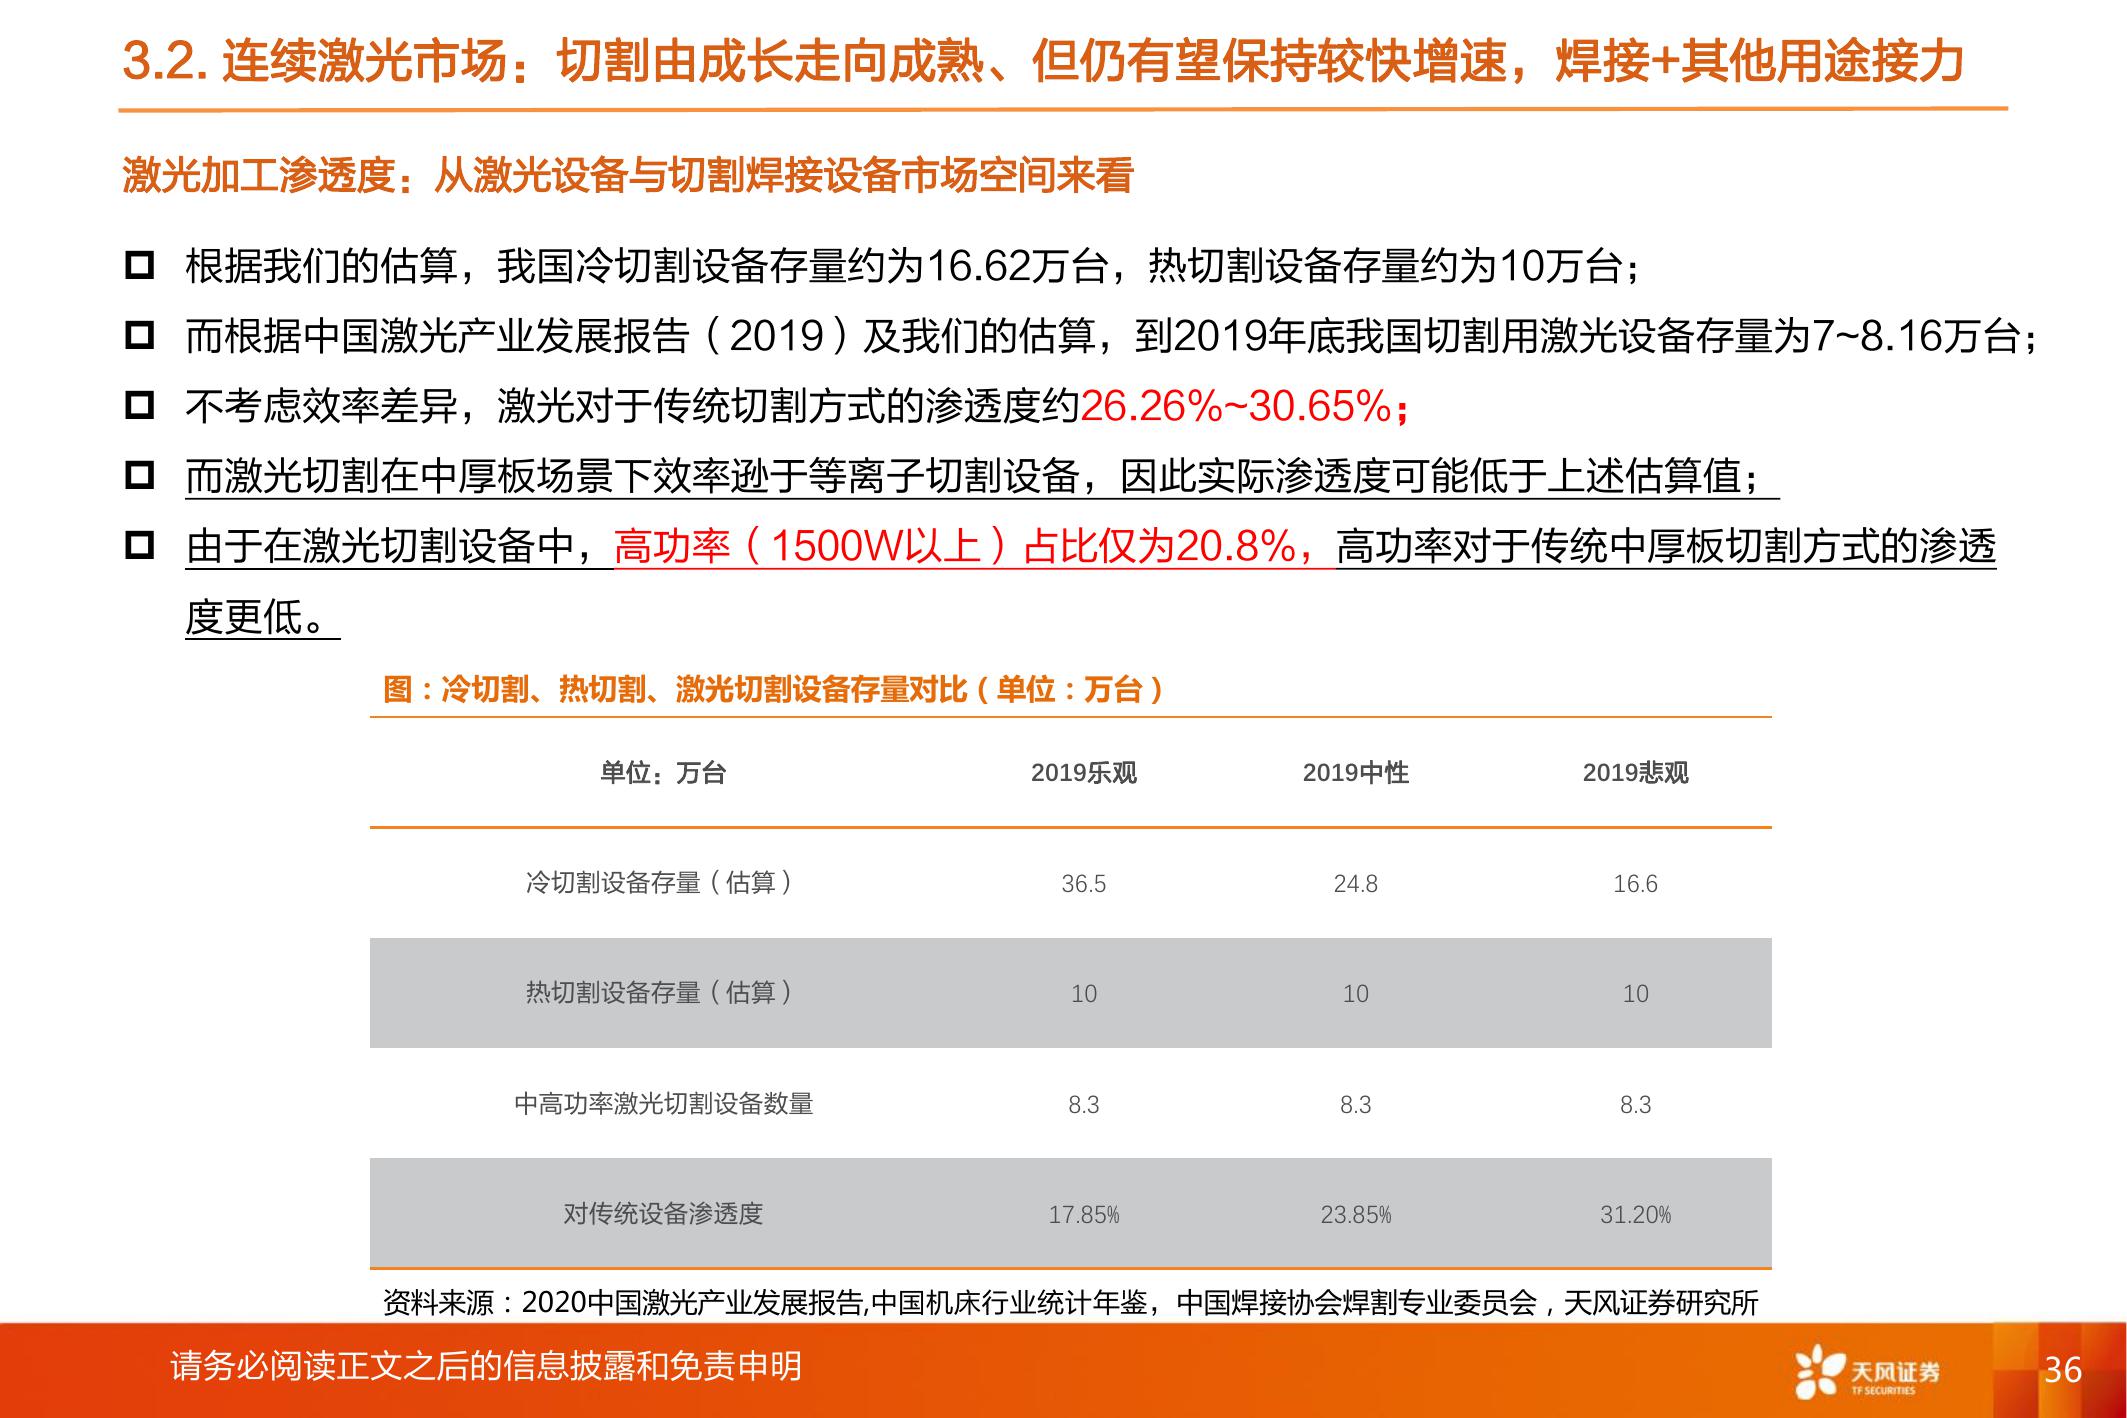 3.2. 连续激光市场：切割由成长走向成熟、但仍有望保持较快增速，焊接+其他用途接力
激光加工渗透度：从激光设备与切割焊接设备市场空间来看
根据我们的估算，我国冷切割设备存量约为16.62万台，热切割设备存量约为10万台；
而根据中国激光产业发展报告（2019）及我们的估算，到2019年底我国切割用激光设备存量为7~8.16万台；
不考虑效率差异，激光对于传统切割方式的渗透度约26.26%~30.65%；
而激光切割在中厚板场景下效率逊于等离子切割设备，因此实际渗透度可能低于上述估算值；
由于在激光切割设备中，高功率（1500W以上）占比仅为20.8%，高功率对于传统中厚板切割方式的渗透
度更低。
图：冷切割、热切割、激光切割设备存量对比（单位：万台）
单位：万台 2019乐观 2019中性 2019悲观
冷切割设备存量（估算） 36.5 24.8 16.6
热切割设备存量（估算） 10 10 10
中高功率激光切割设备数量 8.3 8.3 8.3
对传统设备渗透度 17.85% 23.85% 31.20%
资料来源：2020中国激光产业发展报告,中国机床行业统计年鉴，中国焊接协会焊割专业委员会，天风证券研究所
请务必阅读正文之后的信息披露和免责申明
天风证券
TF SECURITIES
36